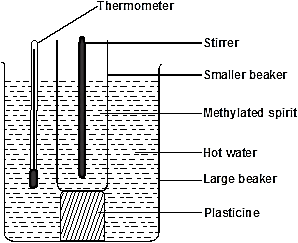 Thermometer
Stirrer
Smaller beaker
Methylated spirit
Hot water
Large beaker
Plasticine